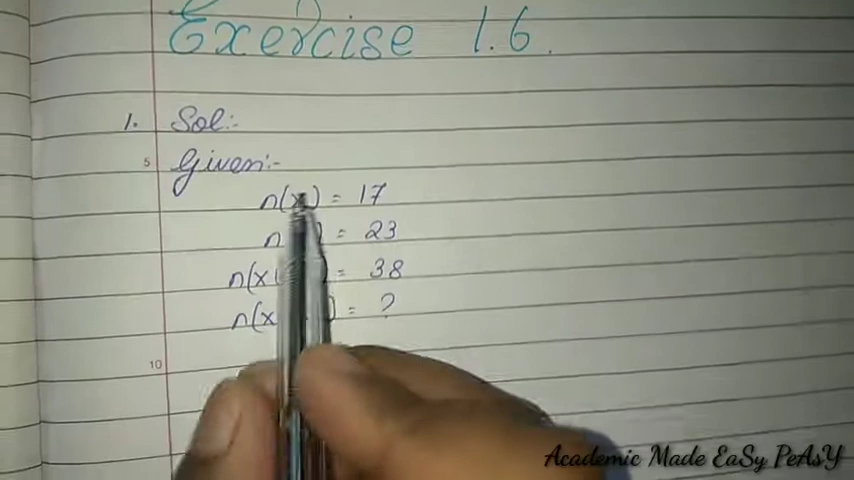 Exercise 1.6.
1. Sol:-
5 Given:-
n(x) = 17
n ) = 23
n(x = 38
n(x ) = ?
10
Academic Made EaSy PeAsY